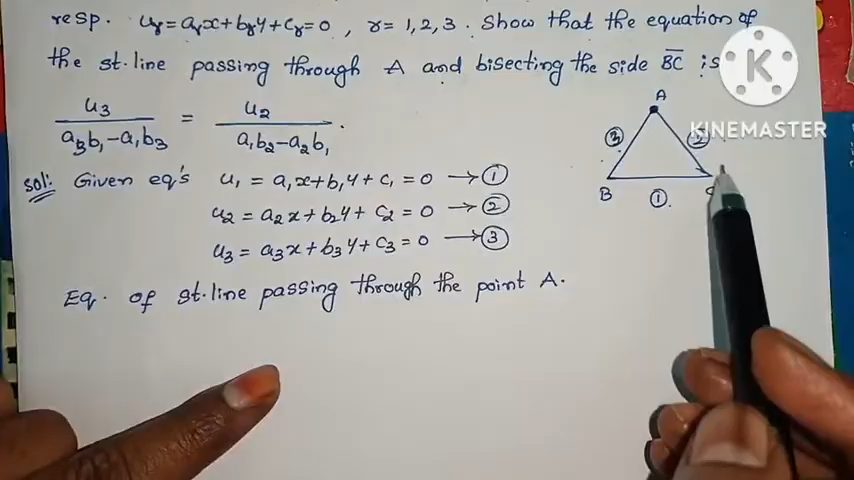 resp. uᵣ = aᵣx + bᵣy + cᵣ = 0 , r = 1, 2, 3 . Show that the equation of
the st.line passing through A and bisecting the side BC is
u₃ / a₃b₁ - a₁b₃ = u₂ / a₁b₂ - a₂b₁ .
Sol: Given eq's u₁ = a₁x + b₁y + c₁ = 0 → ①
u₂ = a₂x + b₂y + c₂ = 0 → ②
u₃ = a₃x + b₃y + c₃ = 0 → ③
Eq. of st.line passing through the point A.
A
③ ②
B ①
K
KINEMASTER